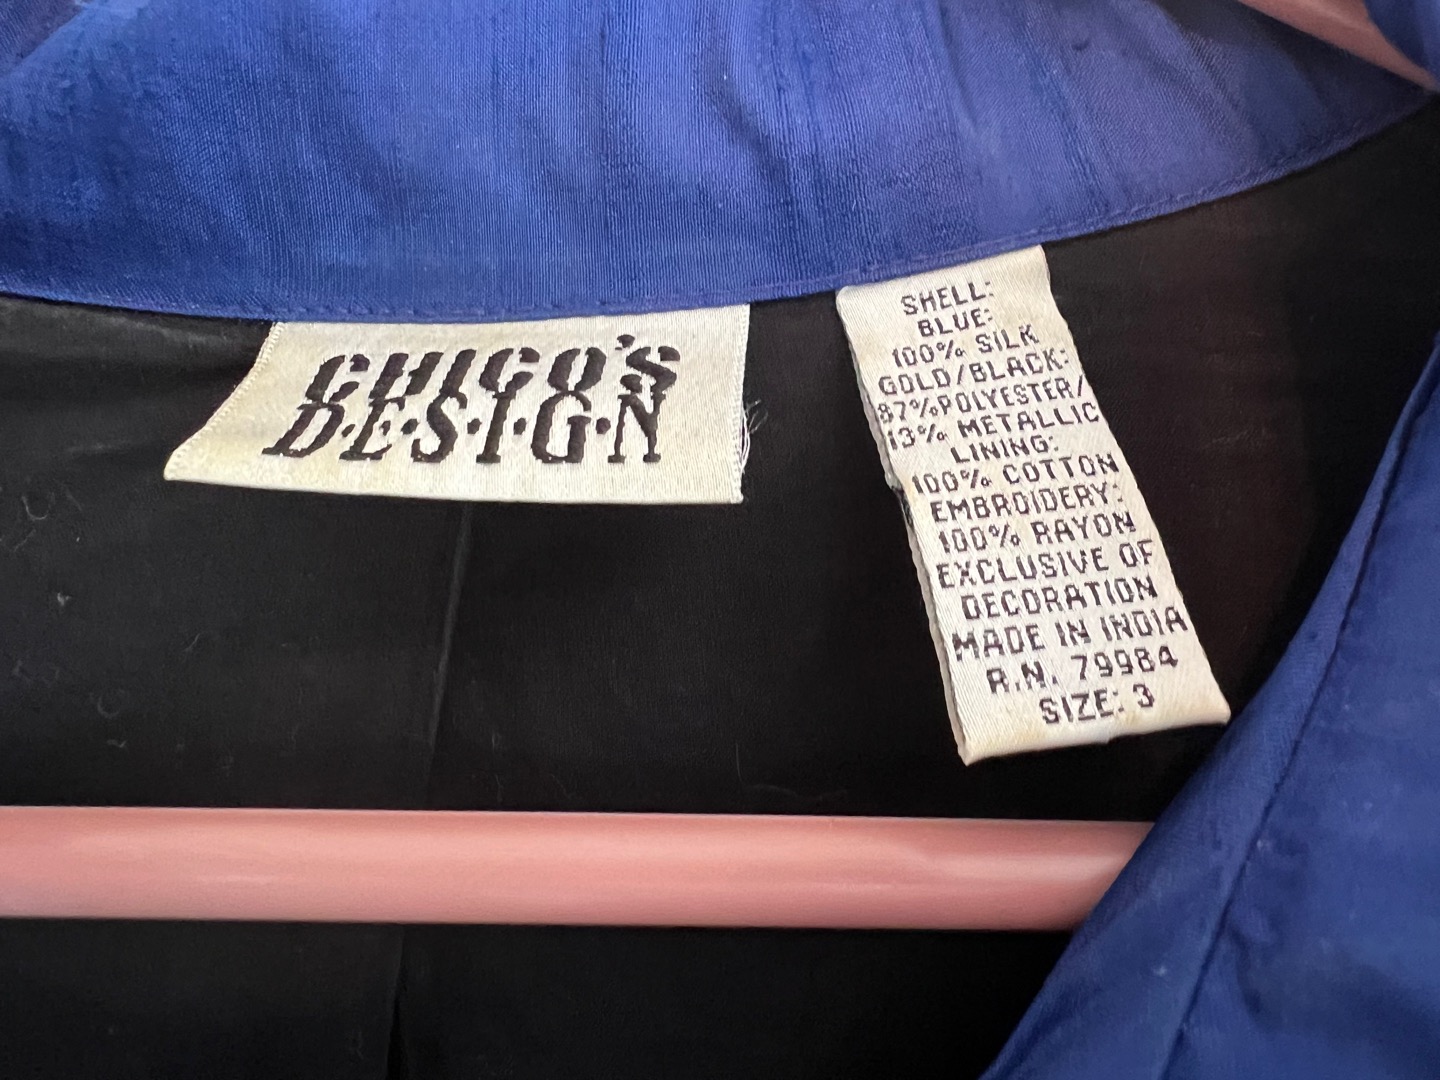 CHICO'S
D·E·S·I·G·N
SHELL:
BLUE:
100% SILK
GOLD/BLACK:
87%POLYESTER/
13% METALLIC
LINING:
100% COTTON
EMBROIDERY:
100% RAYON
EXCLUSIVE OF
DECORATION
MADE IN INDIA
R.N. 79984
SIZE: 3